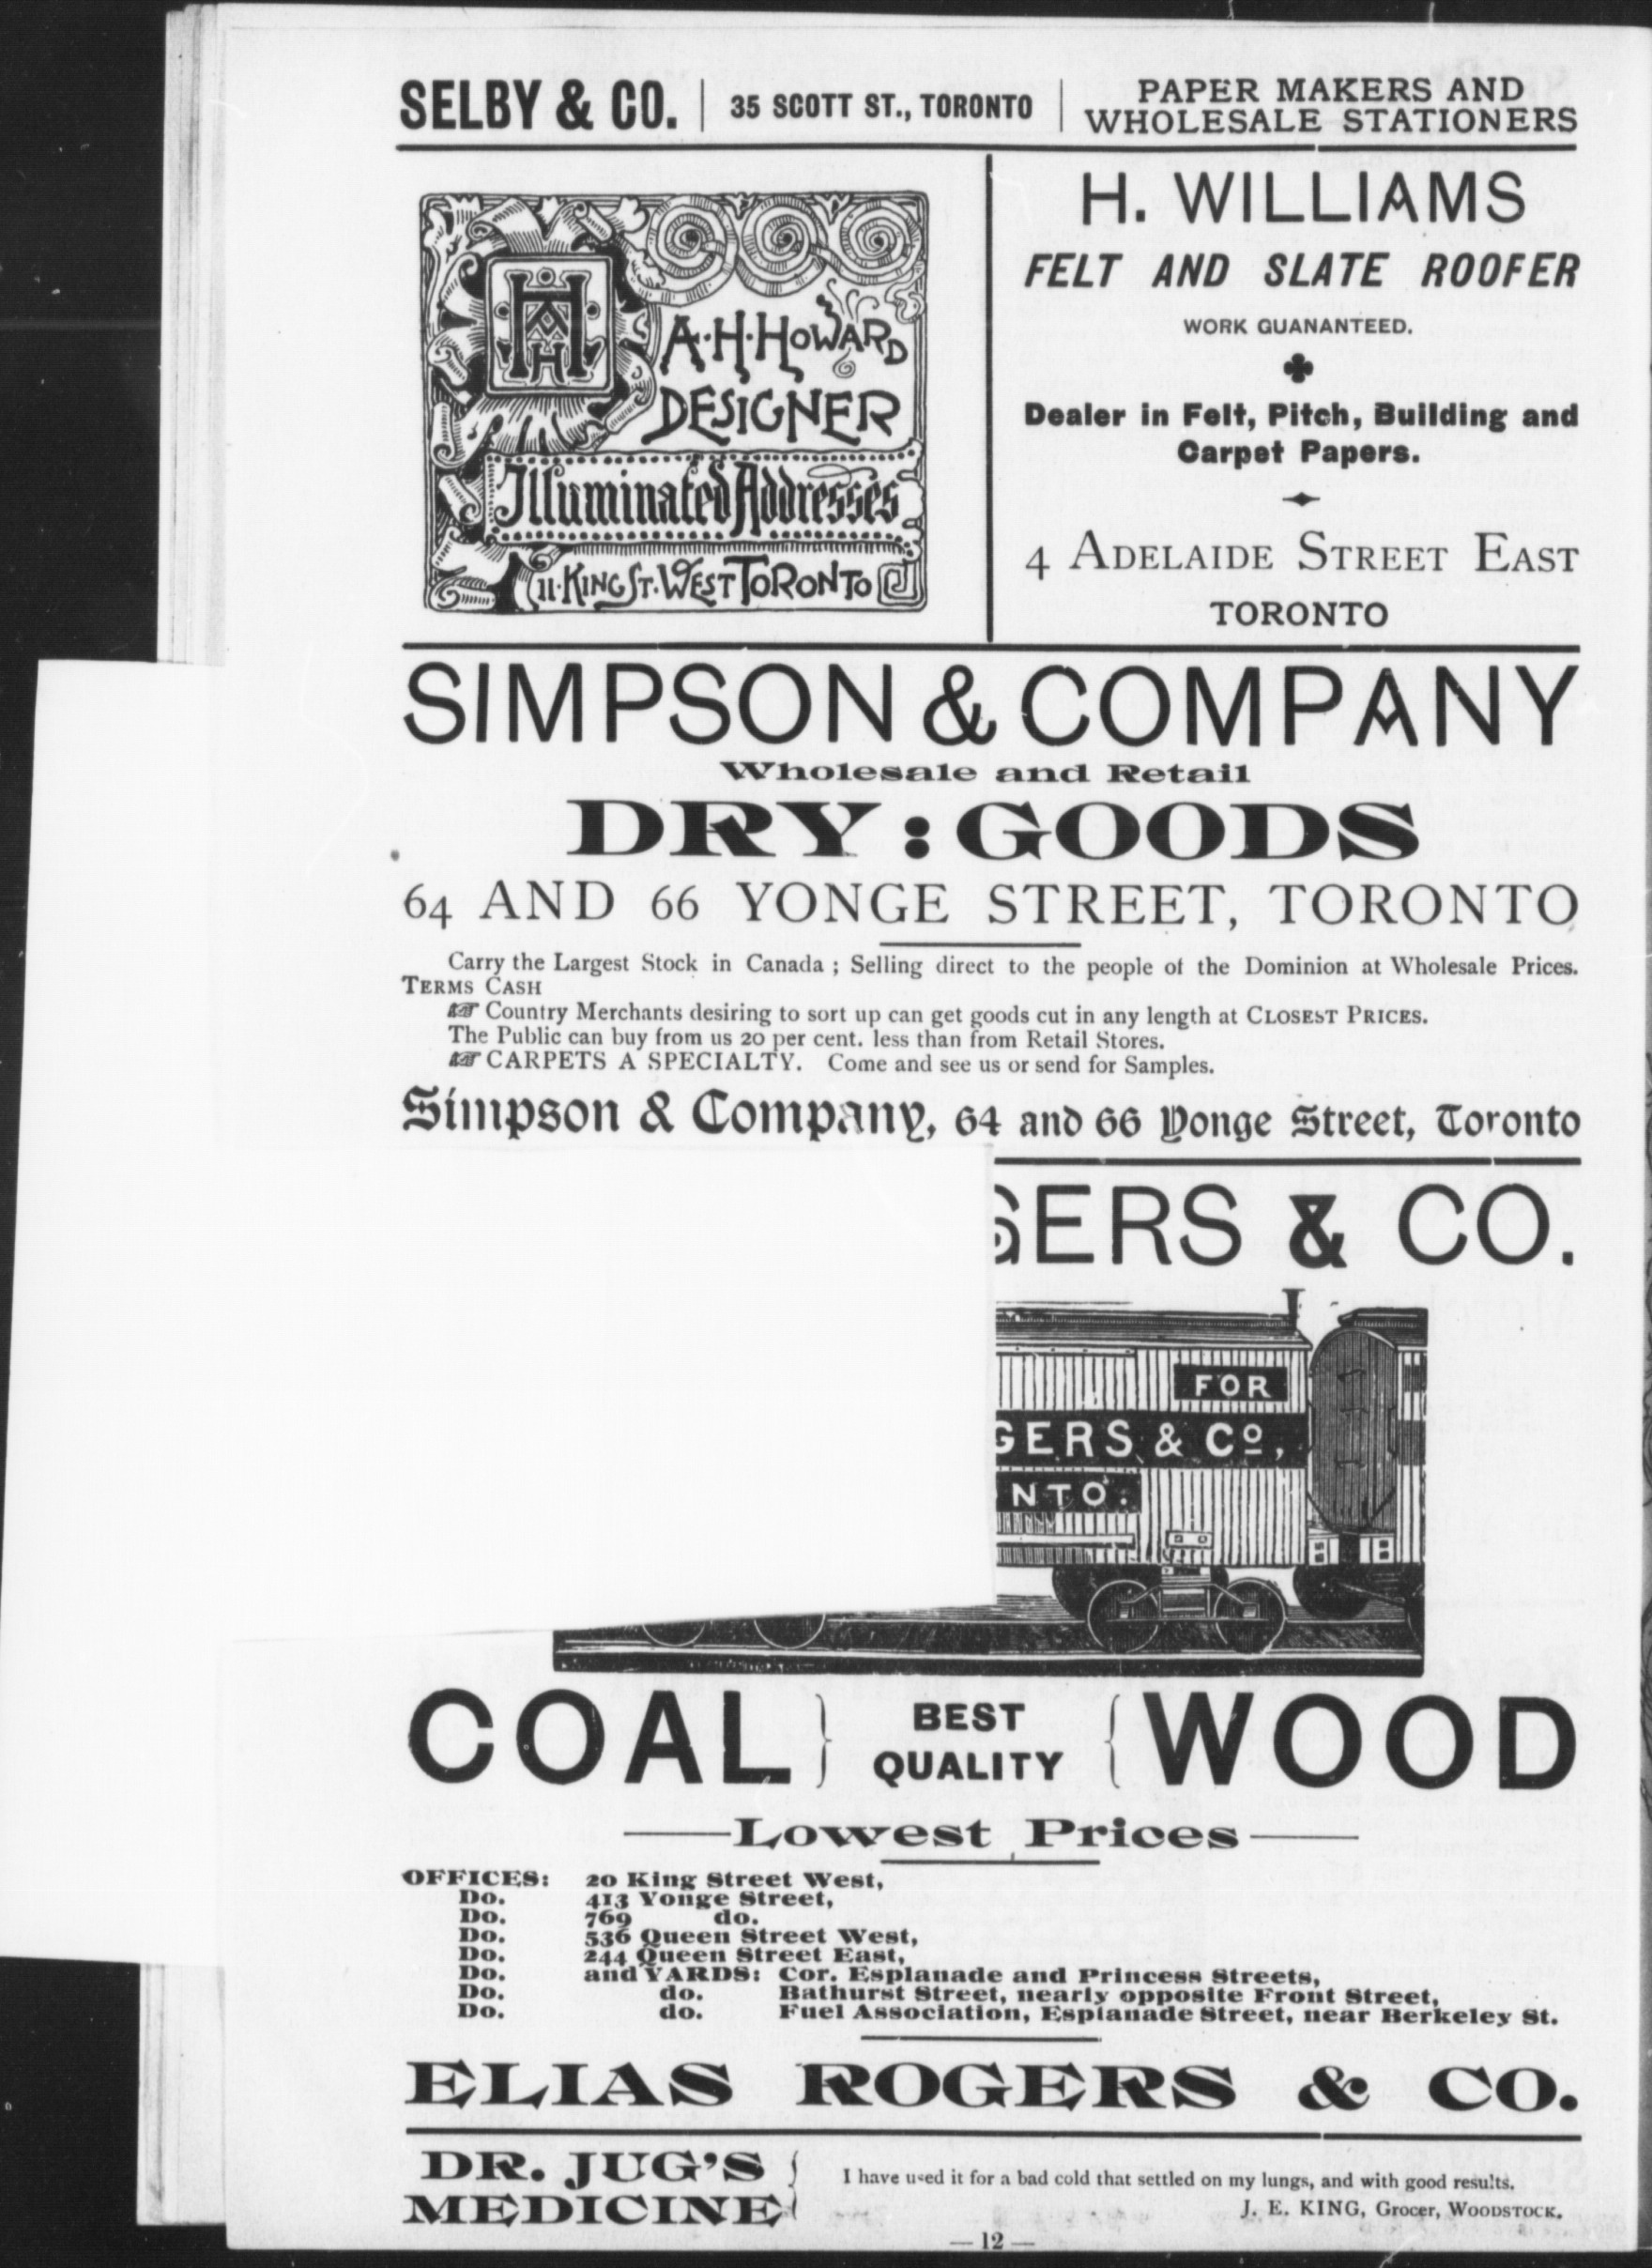 SELBY & CO. 35 SCOTT ST., TORONTO PAPER MAKERS AND
WHOLESALE STATIONERS
A·H·HOWARD
DESIGNER
Illuminated Addresses
11·KING ST·WEST TORONTO
H. WILLIAMS
FELT AND SLATE ROOFER
WORK GUANANTEED.
Dealer in Felt, Pitch, Building and
Carpet Papers.
4 ADELAIDE STREET EAST
TORONTO
SIMPSON & COMPANY
Wholesale and Retail
DRY : GOODS
64 AND 66 YONGE STREET, TORONTO
Carry the Largest Stock in Canada ; Selling direct to the people of the Dominion at Wholesale Prices.
TERMS CASH
☞ Country Merchants desiring to sort up can get goods cut in any length at CLOSEST PRICES.
The Public can buy from us 20 per cent. less than from Retail Stores.
☞ CARPETS A SPECIALTY. Come and see us or send for Samples.
Simpson & Company, 64 and 66 Yonge Street, Toronto
GERS & CO.
FOR
GERS & Co,
NTO.
COAL } BEST QUALITY { WOOD
Lowest Prices
OFFICES: 20 King Street West,
Do. 413 Yonge Street,
Do. 769 do.
Do. 536 Queen Street West,
Do. 244 Queen Street East,
Do. and YARDS: Cor. Esplanade and Princess Streets,
Do. do. Bathurst Street, nearly opposite Front Street,
Do. do. Fuel Association, Esplanade Street, near Berkeley St.
ELIAS ROGERS & CO.
DR. JUG'S
MEDICINE
I have used it for a bad cold that settled on my lungs, and with good results.
J. E. KING, Grocer, WOODSTOCK.
— 12 —